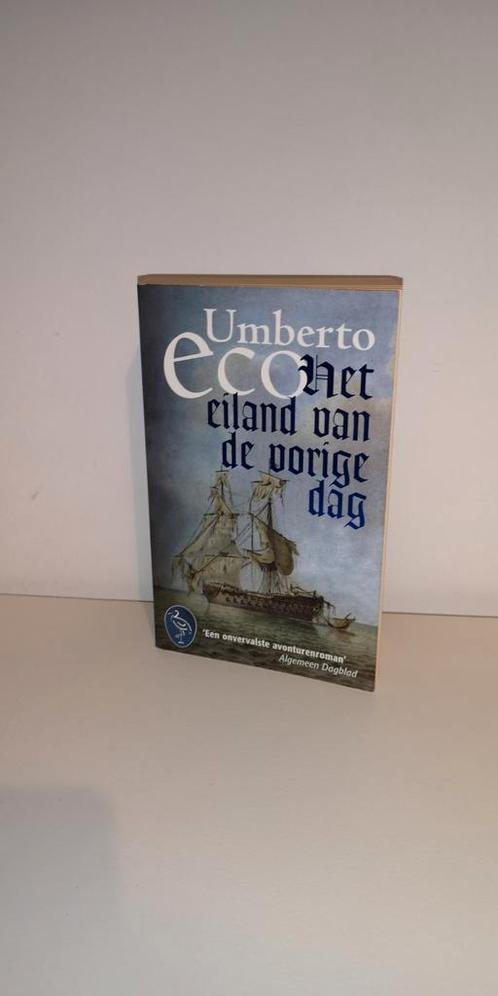 Umberto
eco
Het
eiland van
de vorige
dag
'Een onvervalste avonturenroman'
Algemeen Dagblad